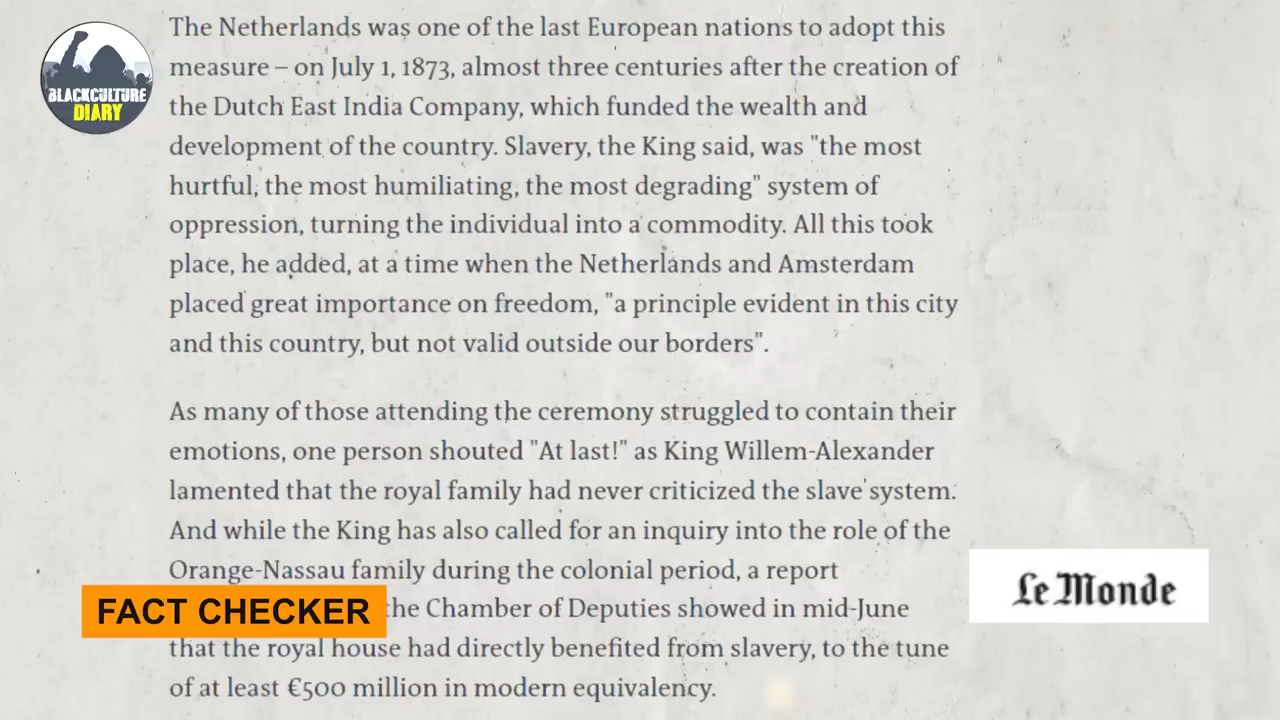 BLACKCULTURE
DIARY
The Netherlands was one of the last European nations to adopt this
measure – on July 1, 1873, almost three centuries after the creation of
the Dutch East India Company, which funded the wealth and
development of the country. Slavery, the King said, was "the most
hurtful, the most humiliating, the most degrading" system of
oppression, turning the individual into a commodity. All this took
place, he added, at a time when the Netherlands and Amsterdam
placed great importance on freedom, "a principle evident in this city
and this country, but not valid outside our borders".
As many of those attending the ceremony struggled to contain their
emotions, one person shouted "At last!" as King Willem-Alexander
lamented that the royal family had never criticized the slave system.
And while the King has also called for an inquiry into the role of the
Orange-Nassau family during the colonial period, a report
the Chamber of Deputies showed in mid-June
that the royal house had directly benefited from slavery, to the tune
of at least €500 million in modern equivalency.
FACT CHECKER
Le Monde